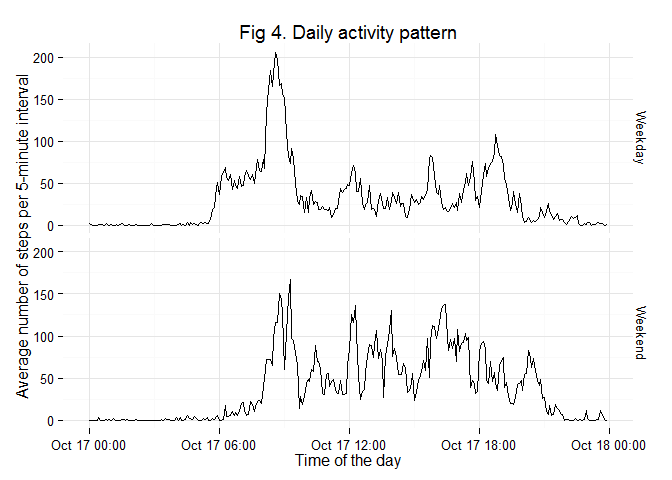 Fig 4. Daily activity pattern
Average number of steps per 5-minute interval
200
150
100
50
0
Weekday
200
150
100
50
0
Weekend
Oct 17 00:00 Oct 17 06:00 Oct 17 12:00 Oct 17 18:00 Oct 18 00:00
Time of the day